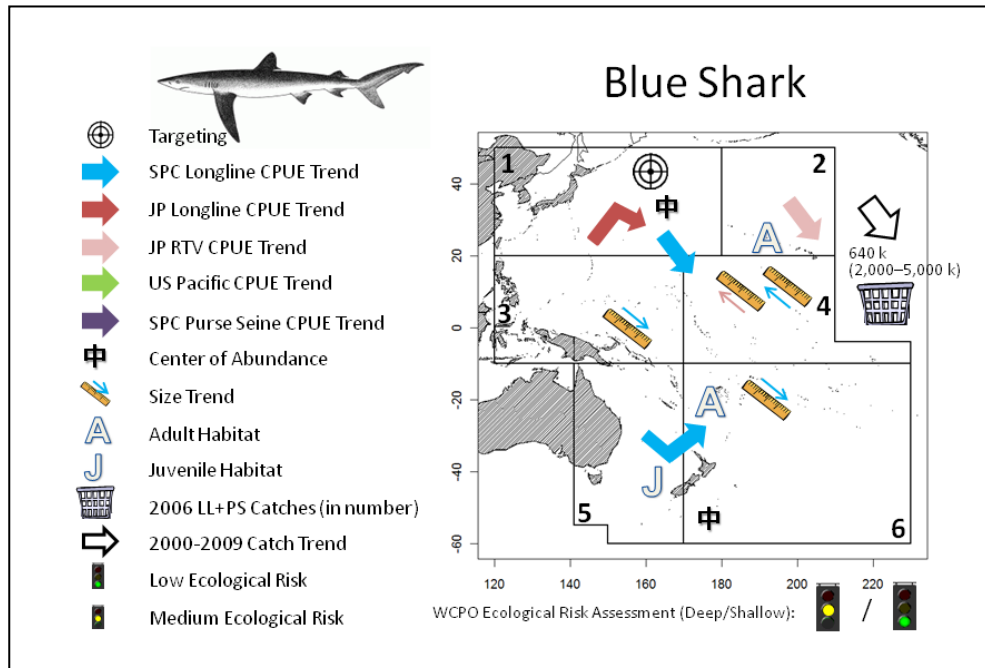 Blue Shark
Targeting
SPC Longline CPUE Trend
JP Longline CPUE Trend
JP RTV CPUE Trend
US Pacific CPUE Trend
SPC Purse Seine CPUE Trend
中 Center of Abundance
Size Trend
A Adult Habitat
J Juvenile Habitat
2006 LL+PS Catches (in number)
2000-2009 Catch Trend
Low Ecological Risk
Medium Ecological Risk
1
2
中
A
640 k
(2,000–5,000 k)
3
4
A
J
5
中
6
40
20
0
-20
-40
-60
120 140 160 180 200 220
WCPO Ecological Risk Assessment (Deep/Shallow): /